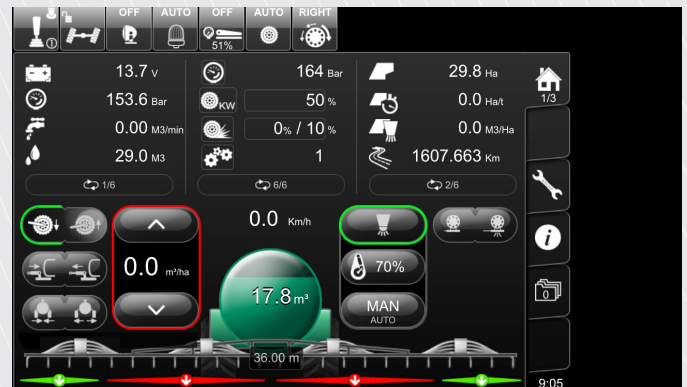 OFF AUTO OFF AUTO RIGHT
1
51%
13.7 V 164 Bar 29.8 Ha
153.6 Bar KW 50 % 0.0 Ha/t
0.00 M3/min 0% / 10 % 0.0 M3/Ha
29.0 M3 1 1607.663 Km
1/6 6/6 2/6
1/3
0.0 Km/h
i
0.0 m³/ha
70%
17.8 m³
MAN
AUTO
0
36.00 m
9:05